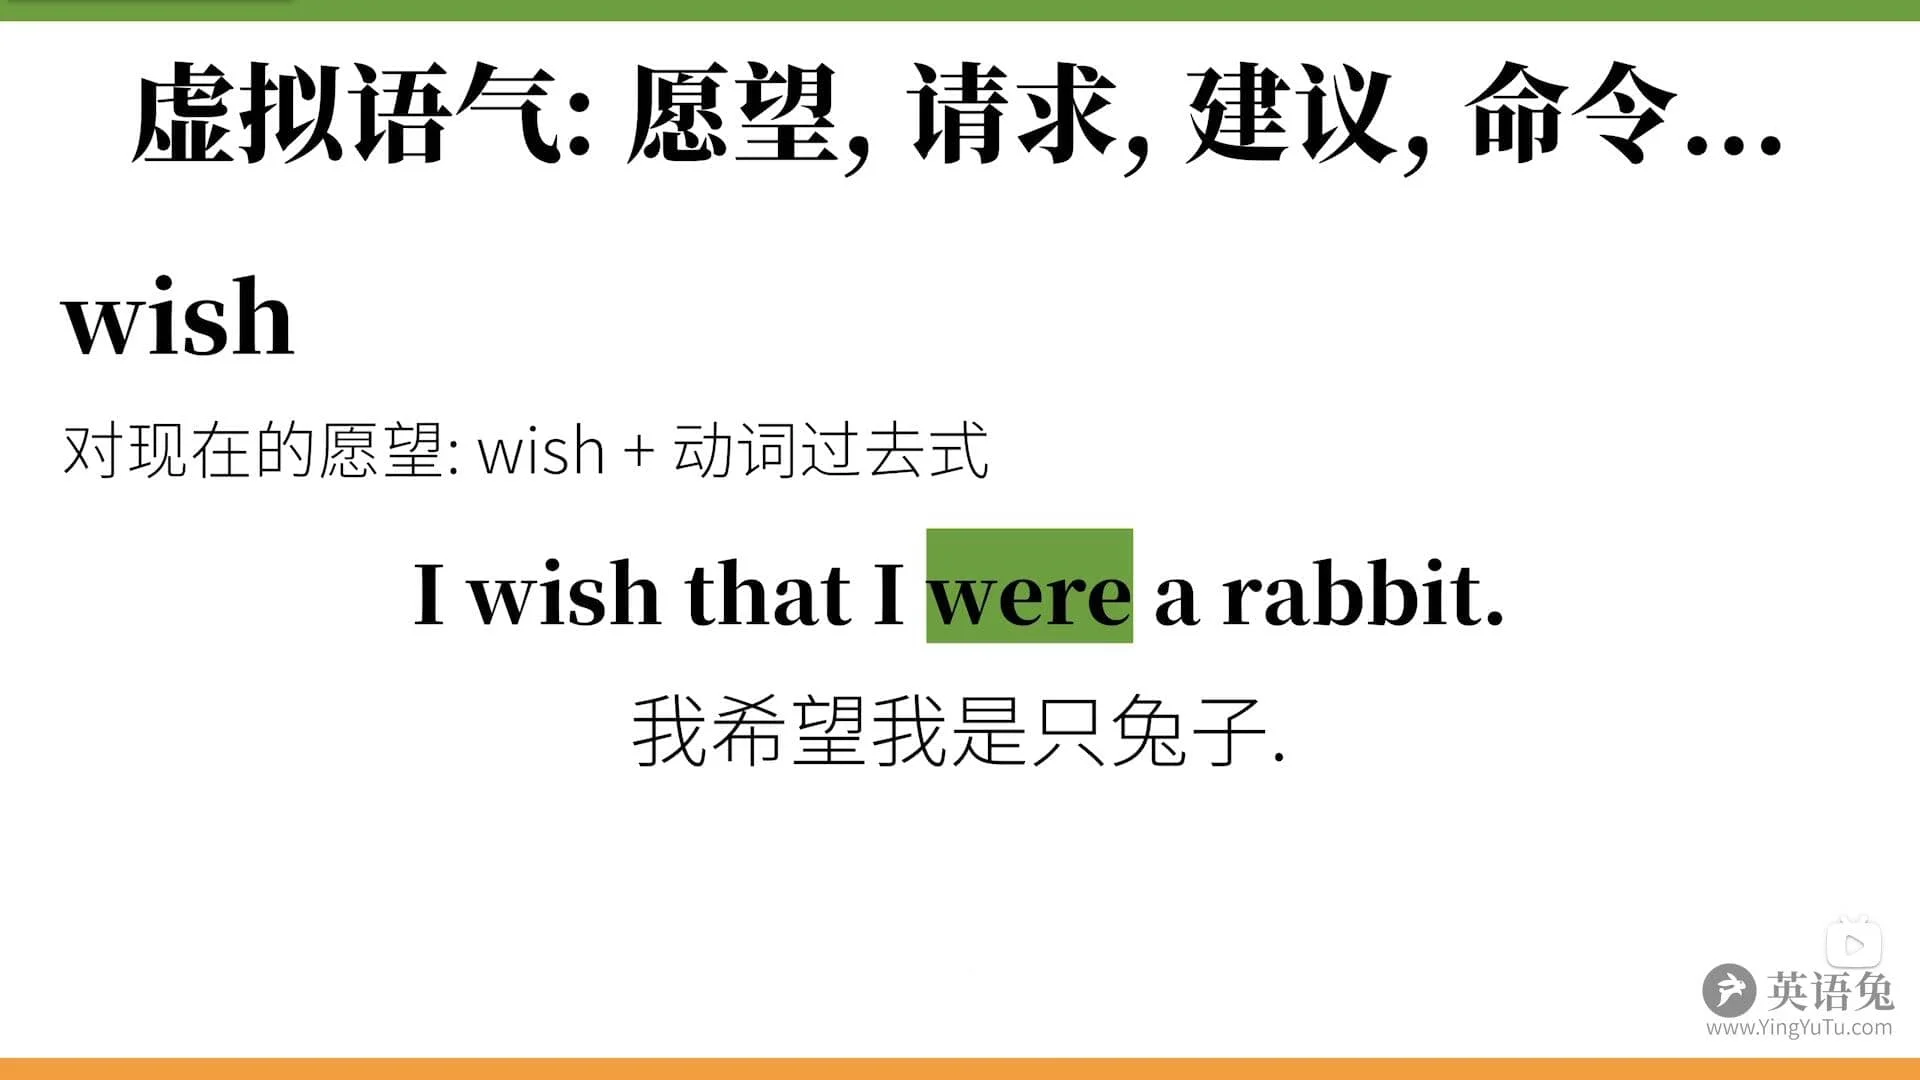 虚拟语气: 愿望, 请求, 建议, 命令...
wish
对现在的愿望: wish + 动词过去式
I wish that I were a rabbit.
我希望我是只兔子.
英语兔
www.YingYuTu.com